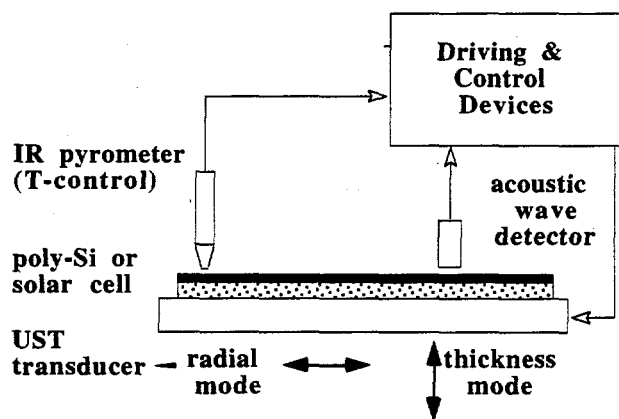 Driving &
Control
Devices
IR pyrometer
(T-control)
acoustic
wave
detector
poly-Si or
solar cell
UST
transducer
radial
mode
thickness
mode